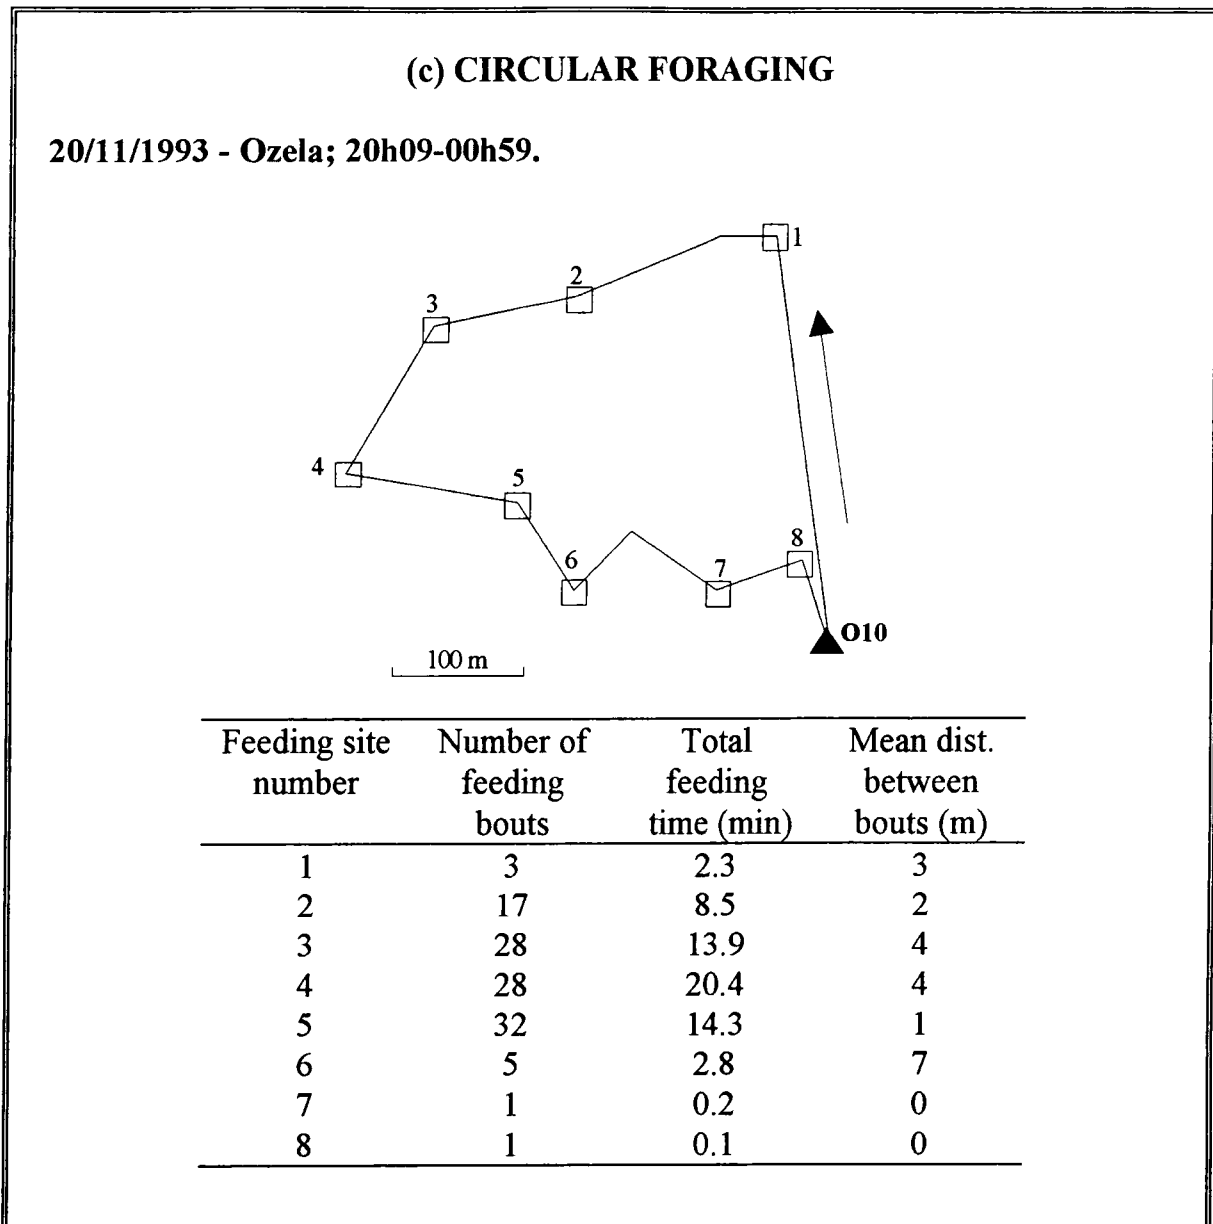 (c) CIRCULAR FORAGING
20/11/1993 - Ozela; 20h09-00h59.
1
2
3
4
5
6
7
8
O10
100 m
Feeding site number Number of feeding bouts Total feeding time (min) Mean dist. between bouts (m)
1 3 2.3 3
2 17 8.5 2
3 28 13.9 4
4 28 20.4 4
5 32 14.3 1
6 5 2.8 7
7 1 0.2 0
8 1 0.1 0